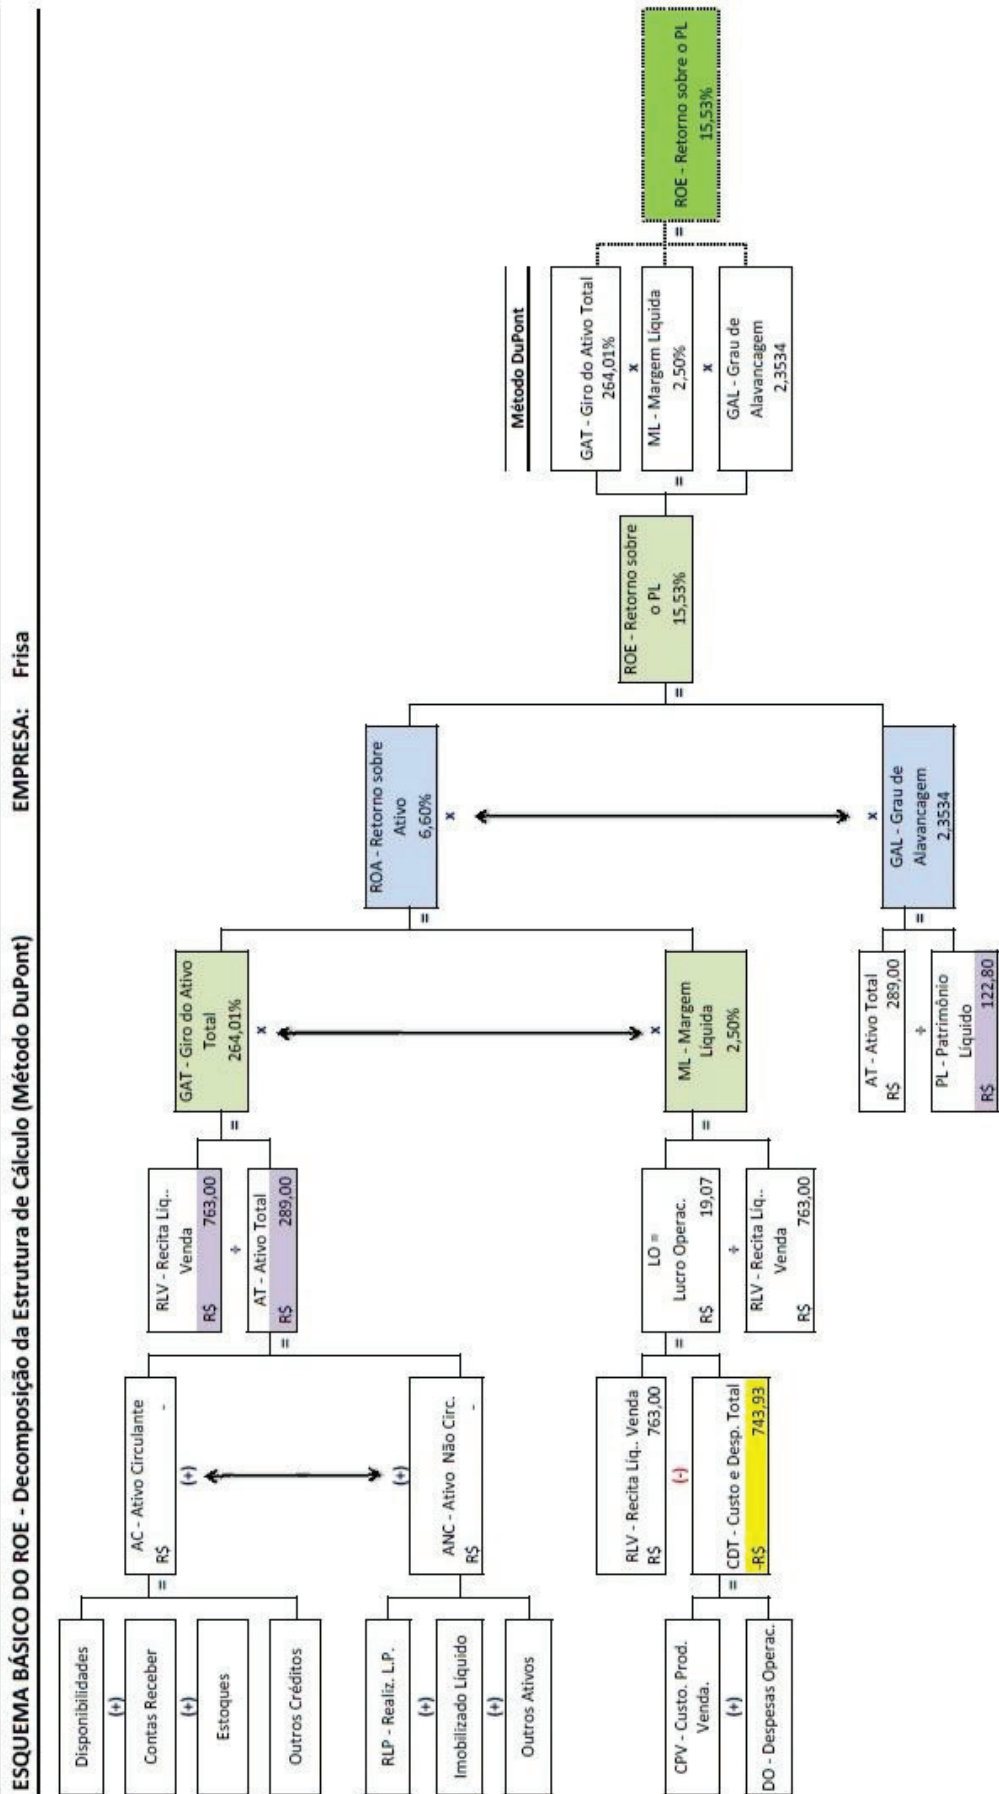 ESQUEMA BÁSICO DO ROE - Decomposição da Estrutura de Cálculo (Método DuPont) EMPRESA: Frisa
Disponibilidades
(+)
Contas Receber
(+)
Estoques
Outros Créditos
=
AC - Ativo Circulante
R$ -
(+)
RLP - Realiz. L.P.
(+)
Imobilizado Líquido
(+)
Outros Ativos
(+)
ANC - Ativo Não Circ.
R$ -
=
RLV - Recita Líq..
Venda
R$ 763,00
÷
AT - Ativo Total
R$ 289,00
=
GAT - Giro do Ativo
Total
264,01%
x
CPV - Custo. Prod.
Venda.
(+)
DO - Despesas Operac.
=
RLV - Recita Líq.. Venda
R$ 763,00
(-)
CDT - Custo e Desp. Total
-R$ 743,93
=
LO =
Lucro Operac.
R$ 19,07
÷
RLV - Recita Líq..
Venda
R$ 763,00
=
x
ML - Margem
Líquida
2,50%
=
ROA - Retorno sobre
Ativo
6,60%
x
AT - Ativo Total
R$ 289,00
÷
PL - Patrimônio
Líquido
R$ 122,80
=
x
GAL - Grau de
Alavancagem
2,3534
=
ROE - Retorno sobre
o PL
15,53%
=
Método DuPont
GAT - Giro do Ativo Total
264,01%
x
ML - Margem Líquida
2,50%
x
GAL - Grau de
Alavancagem
2,3534
=
ROE - Retorno sobre o PL
15,53%